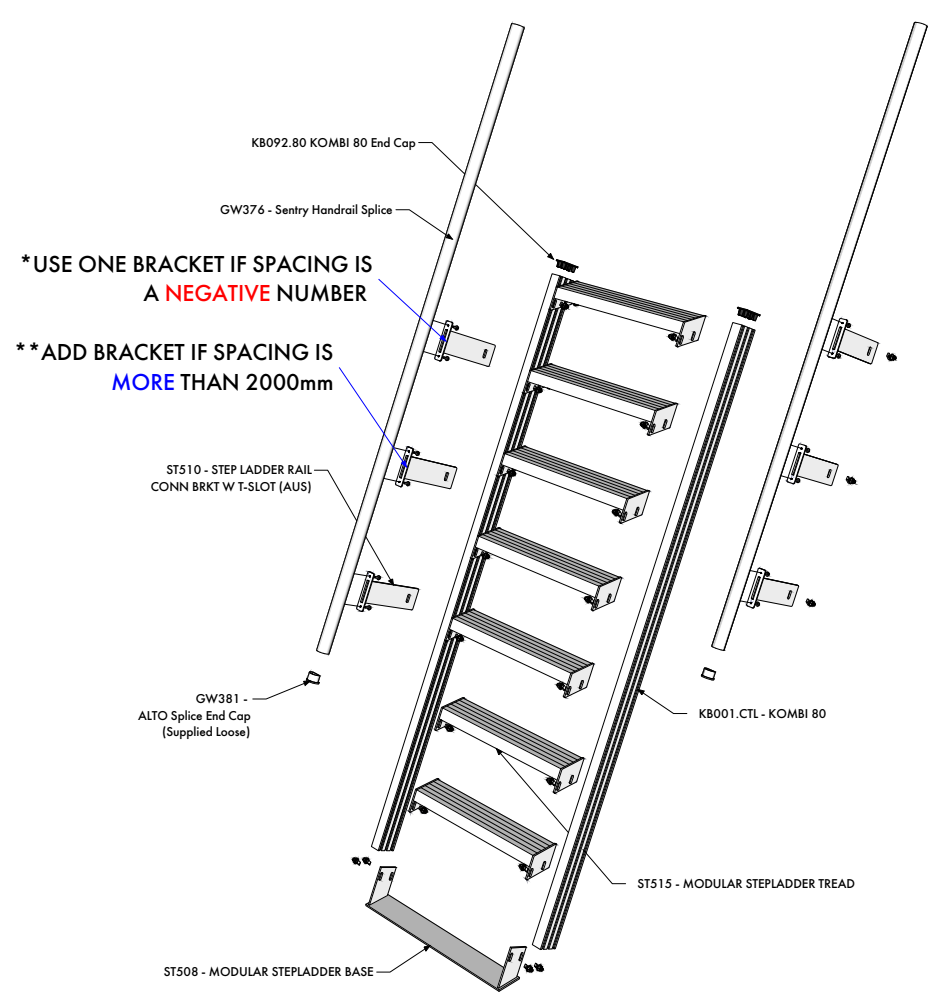 KB092.80 KOMBI 80 End Cap
GW376 - Sentry Handrail Splice
*USE ONE BRACKET IF SPACING IS
A NEGATIVE NUMBER
**ADD BRACKET IF SPACING IS
MORE THAN 2000mm
ST510 - STEP LADDER RAIL
CONN BRKT W T-SLOT (AUS)
GW381 -
ALTO Splice End Cap
(Supplied Loose)
KB001.CTL - KOMBI 80
ST515 - MODULAR STEPLADDER TREAD
ST508 - MODULAR STEPLADDER BASE